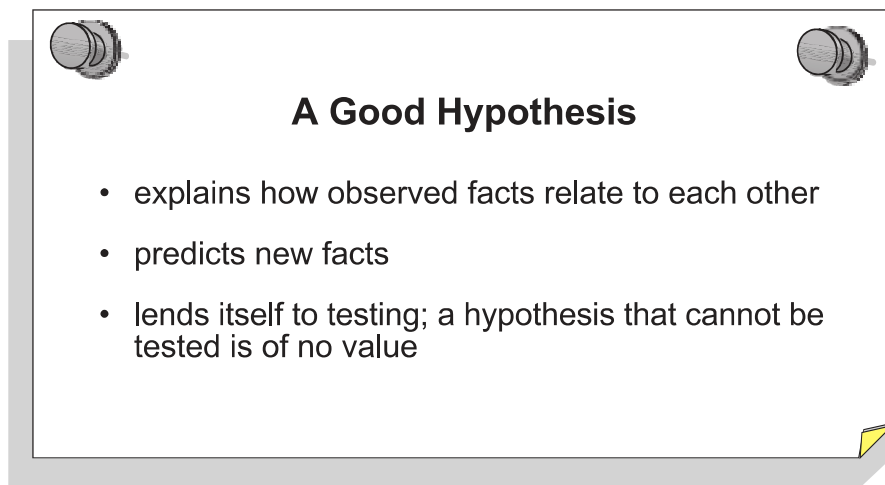 A Good Hypothesis
• explains how observed facts relate to each other
• predicts new facts
• lends itself to testing; a hypothesis that cannot be
tested is of no value